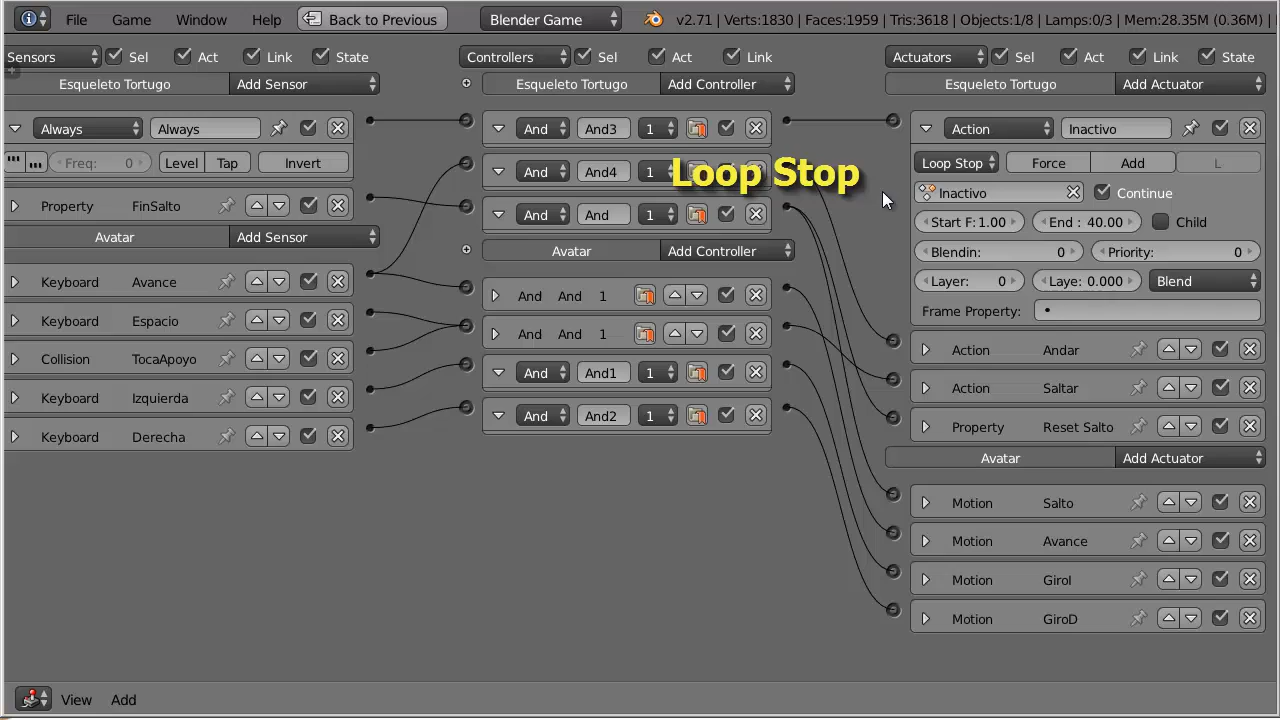 File Game Window Help Back to Previous Blender Game v2.71 | Verts:1830 | Faces:1959 | Tris:3618 | Objects:1/8 | Lamps:0/3 | Mem:28.35M (0.36M) |
Sensors Sel Act Link State Controllers Sel Act Link Actuators Sel Act Link State
Esqueleto Tortugo Add Sensor Esqueleto Tortugo Add Controller Esqueleto Tortugo Add Actuator
Always Always And And3 1 Action Inactivo
Freq: 0 Level Tap Invert And And4 1 Loop Stop Loop Stop Force Add L
Inactivo Continue
Property FinSalto And And 1 Start F: 1.00 End : 40.00 Child
Avatar Add Sensor Avatar Add Controller Blendin: 0 Priority: 0
Keyboard Avance And And 1 Layer: 0 Laye: 0.000 Blend
Frame Property:
Keyboard Espacio And And 1 Action Andar
Collision TocaApoyo And And1 1 Action Saltar
Keyboard Izquierda And And2 1 Property Reset Salto
Keyboard Derecha Avatar Add Actuator
Motion Salto
Motion Avance
Motion GiroI
Motion GiroD
View Add